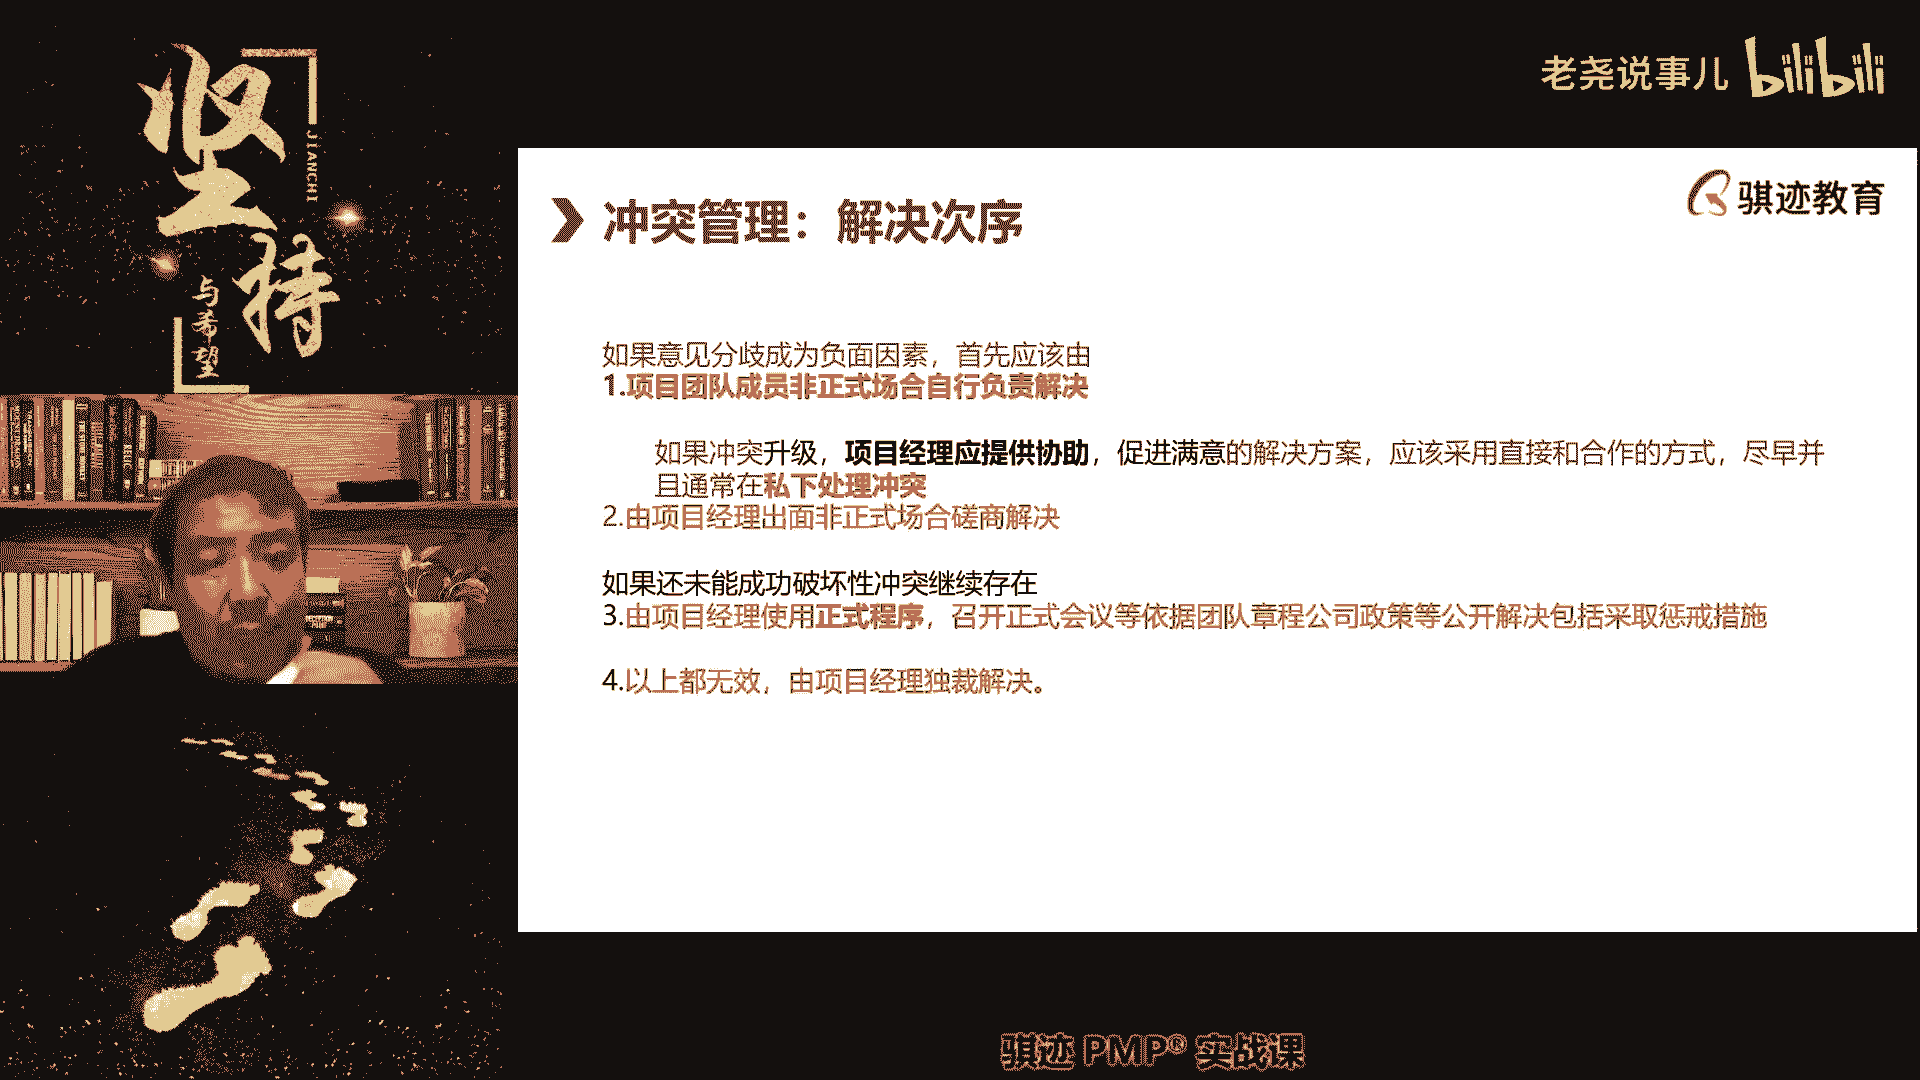 坚持
JIANCHI
与希望
老尧说事儿 bilibili
骐迹教育
冲突管理：解决次序
如果意见分歧成为负面因素，首先应该由
1.项目团队成员非正式场合自行负责解决
如果冲突升级，项目经理应提供协助，促进满意的解决方案，应该采用直接和合作的方式，尽早并
且通常在私下处理冲突
2.由项目经理出面非正式场合磋商解决
如果还未能成功破坏性冲突继续存在
3.由项目经理使用正式程序，召开正式会议等依据团队章程公司政策等公开解决包括采取惩戒措施
4.以上都无效，由项目经理独裁解决。
骐迹 PMP® 实战课